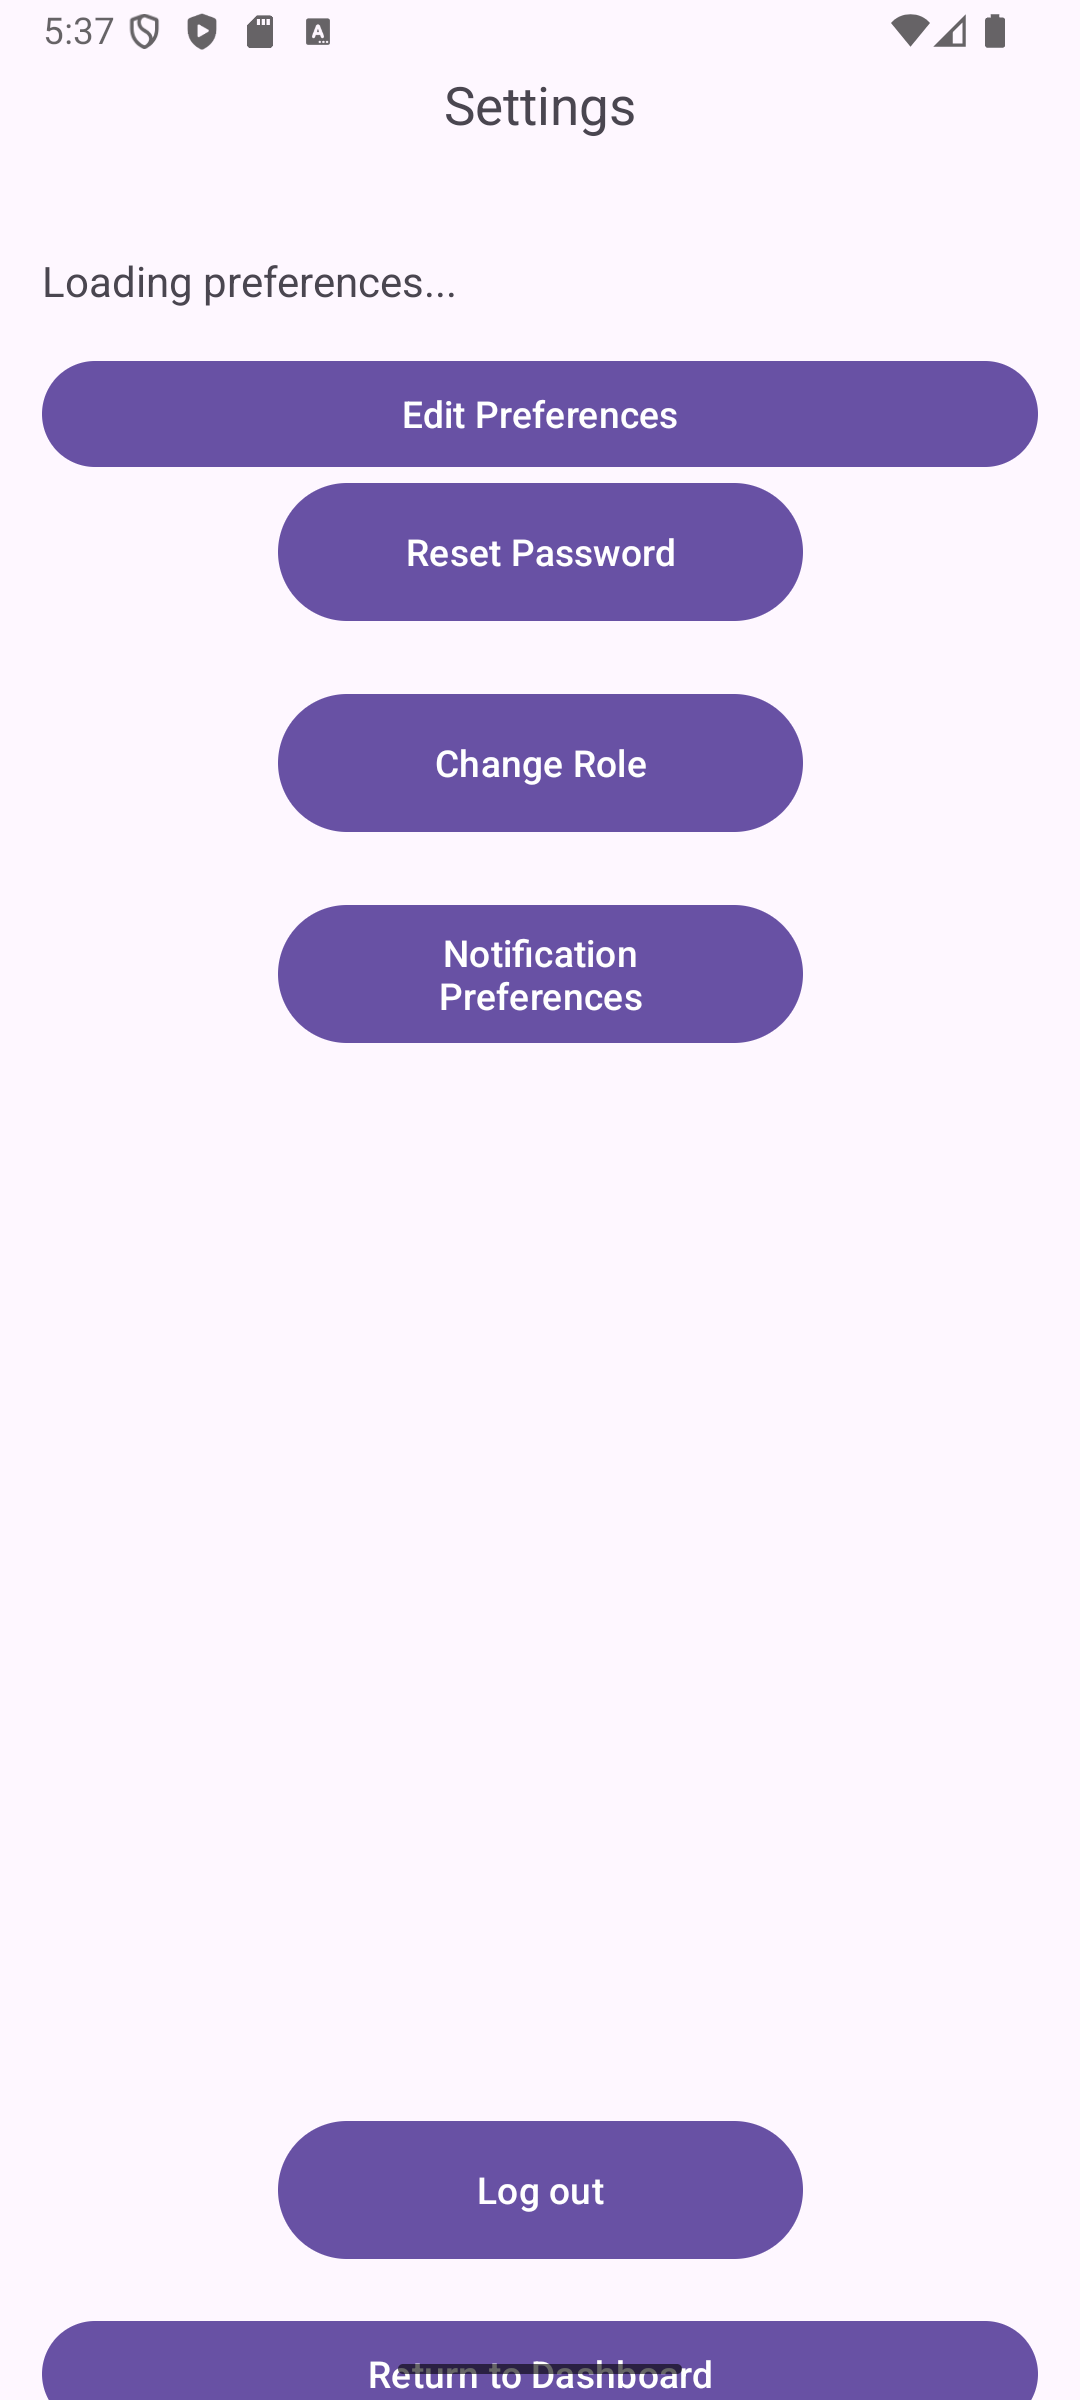 5:37
Settings
Loading preferences...
Edit Preferences
Reset Password
Change Role
Notification
Preferences
Log out
Return to Dashboard